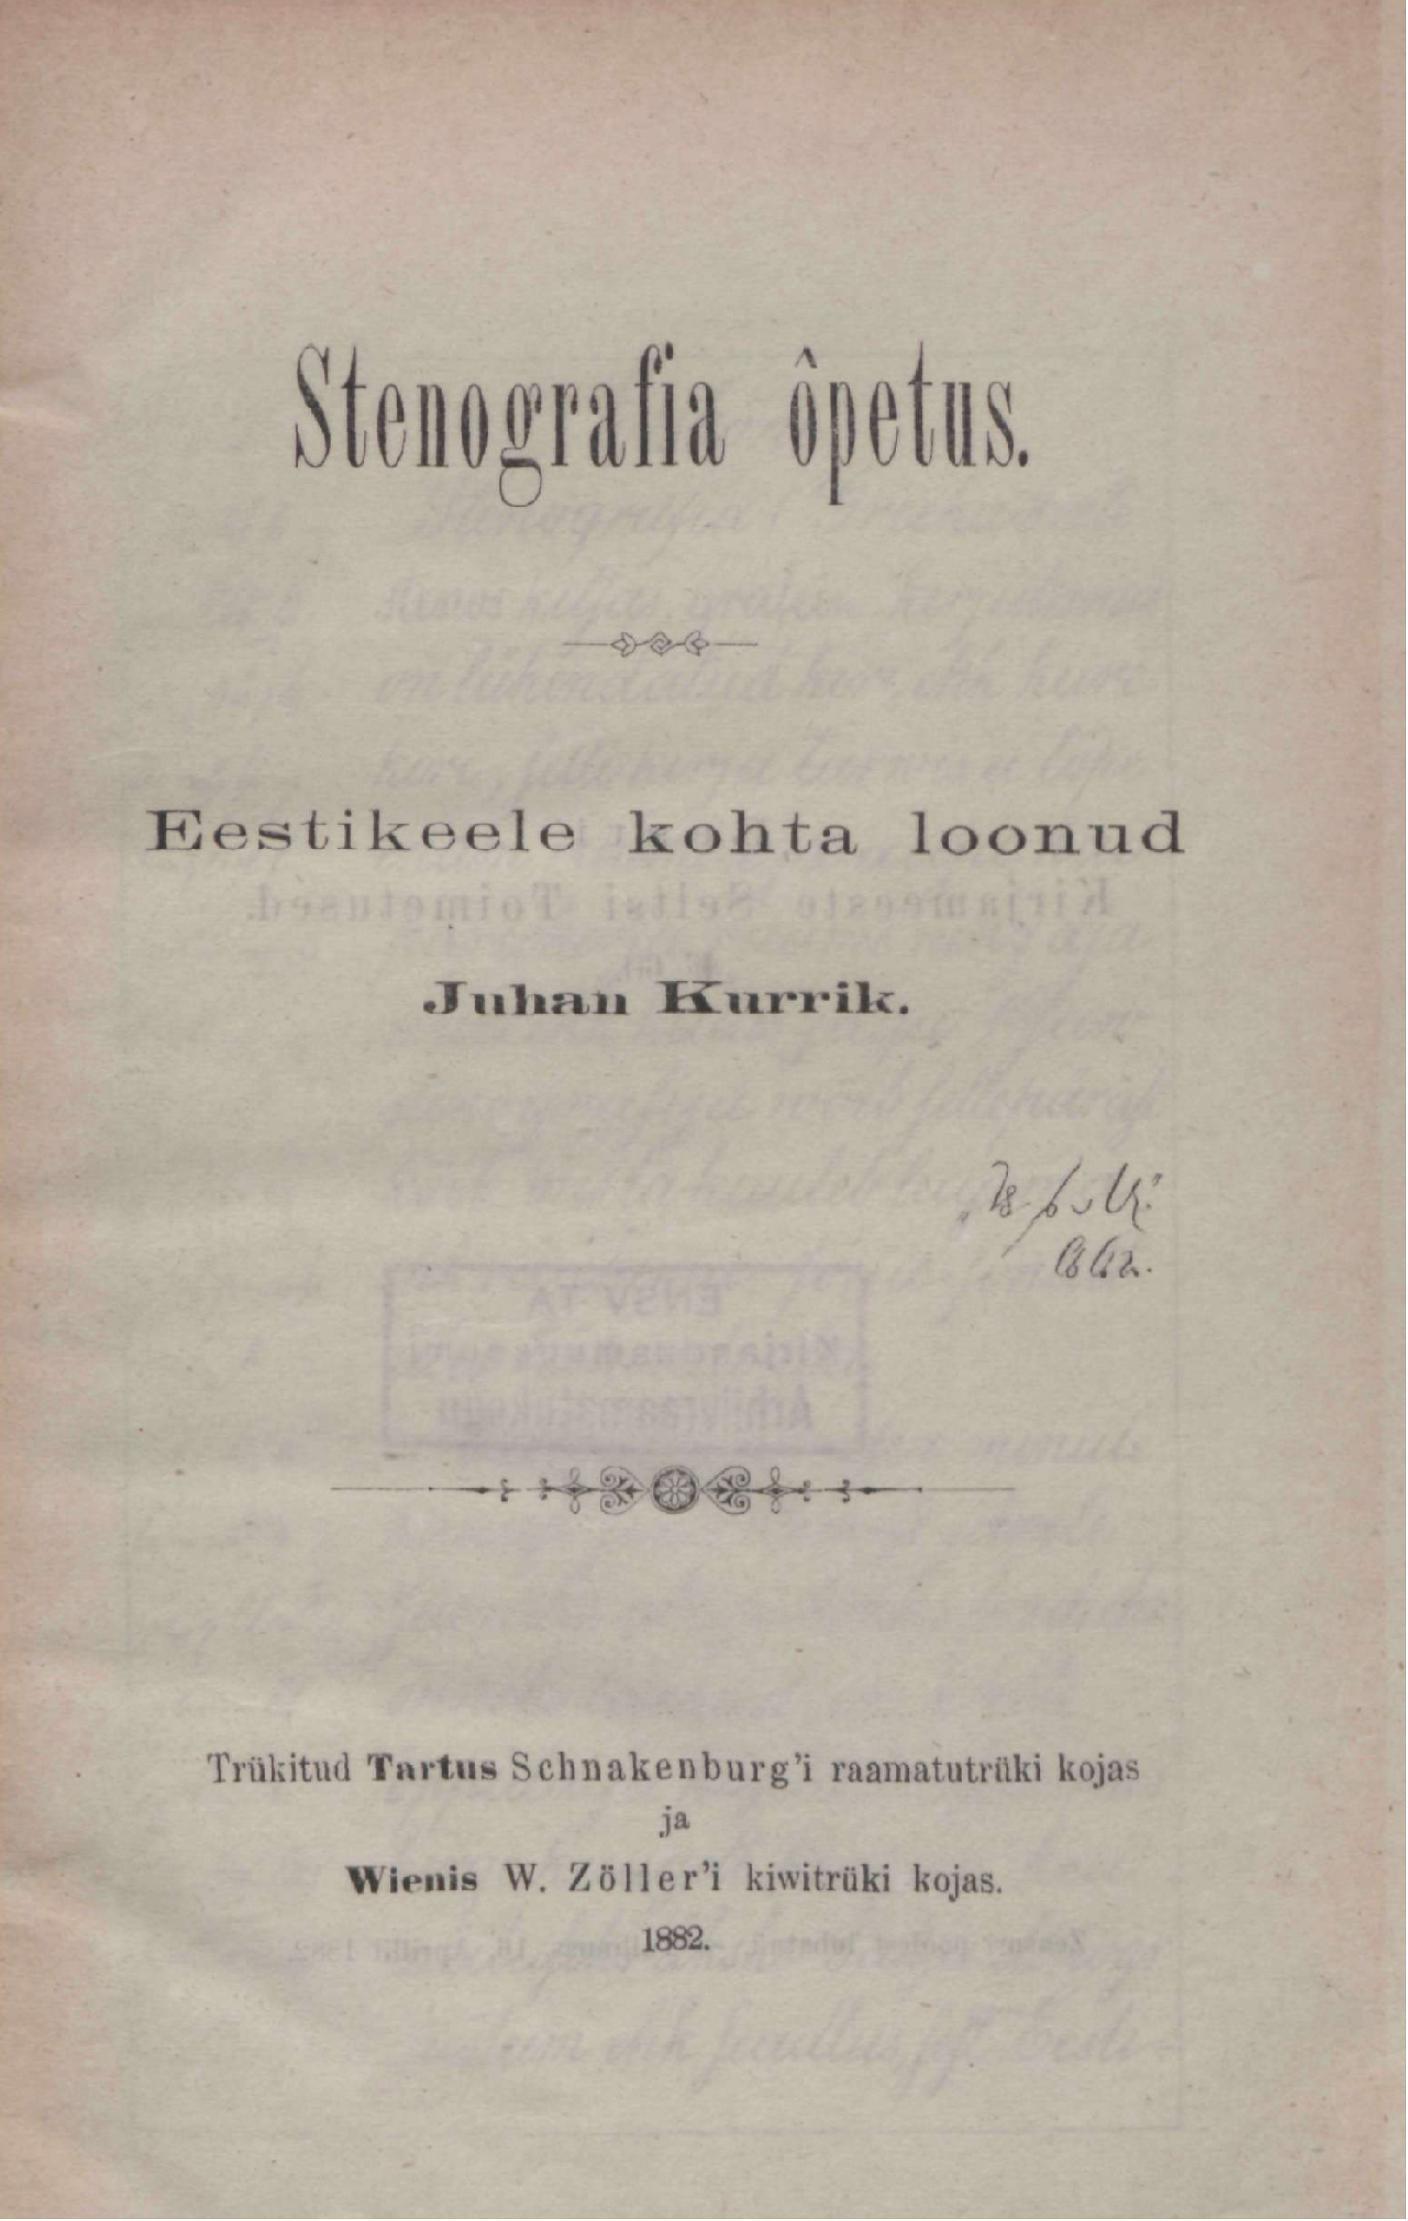 Stenografia ôpetus.
Eestikeele kohta loonud
Juhan Kurrik.
Trükitud Tartus Schnakenburg'i raamatutrüki kojas
ja
Wienis W. Zöller'i kiwitrüki kojas.
1882.